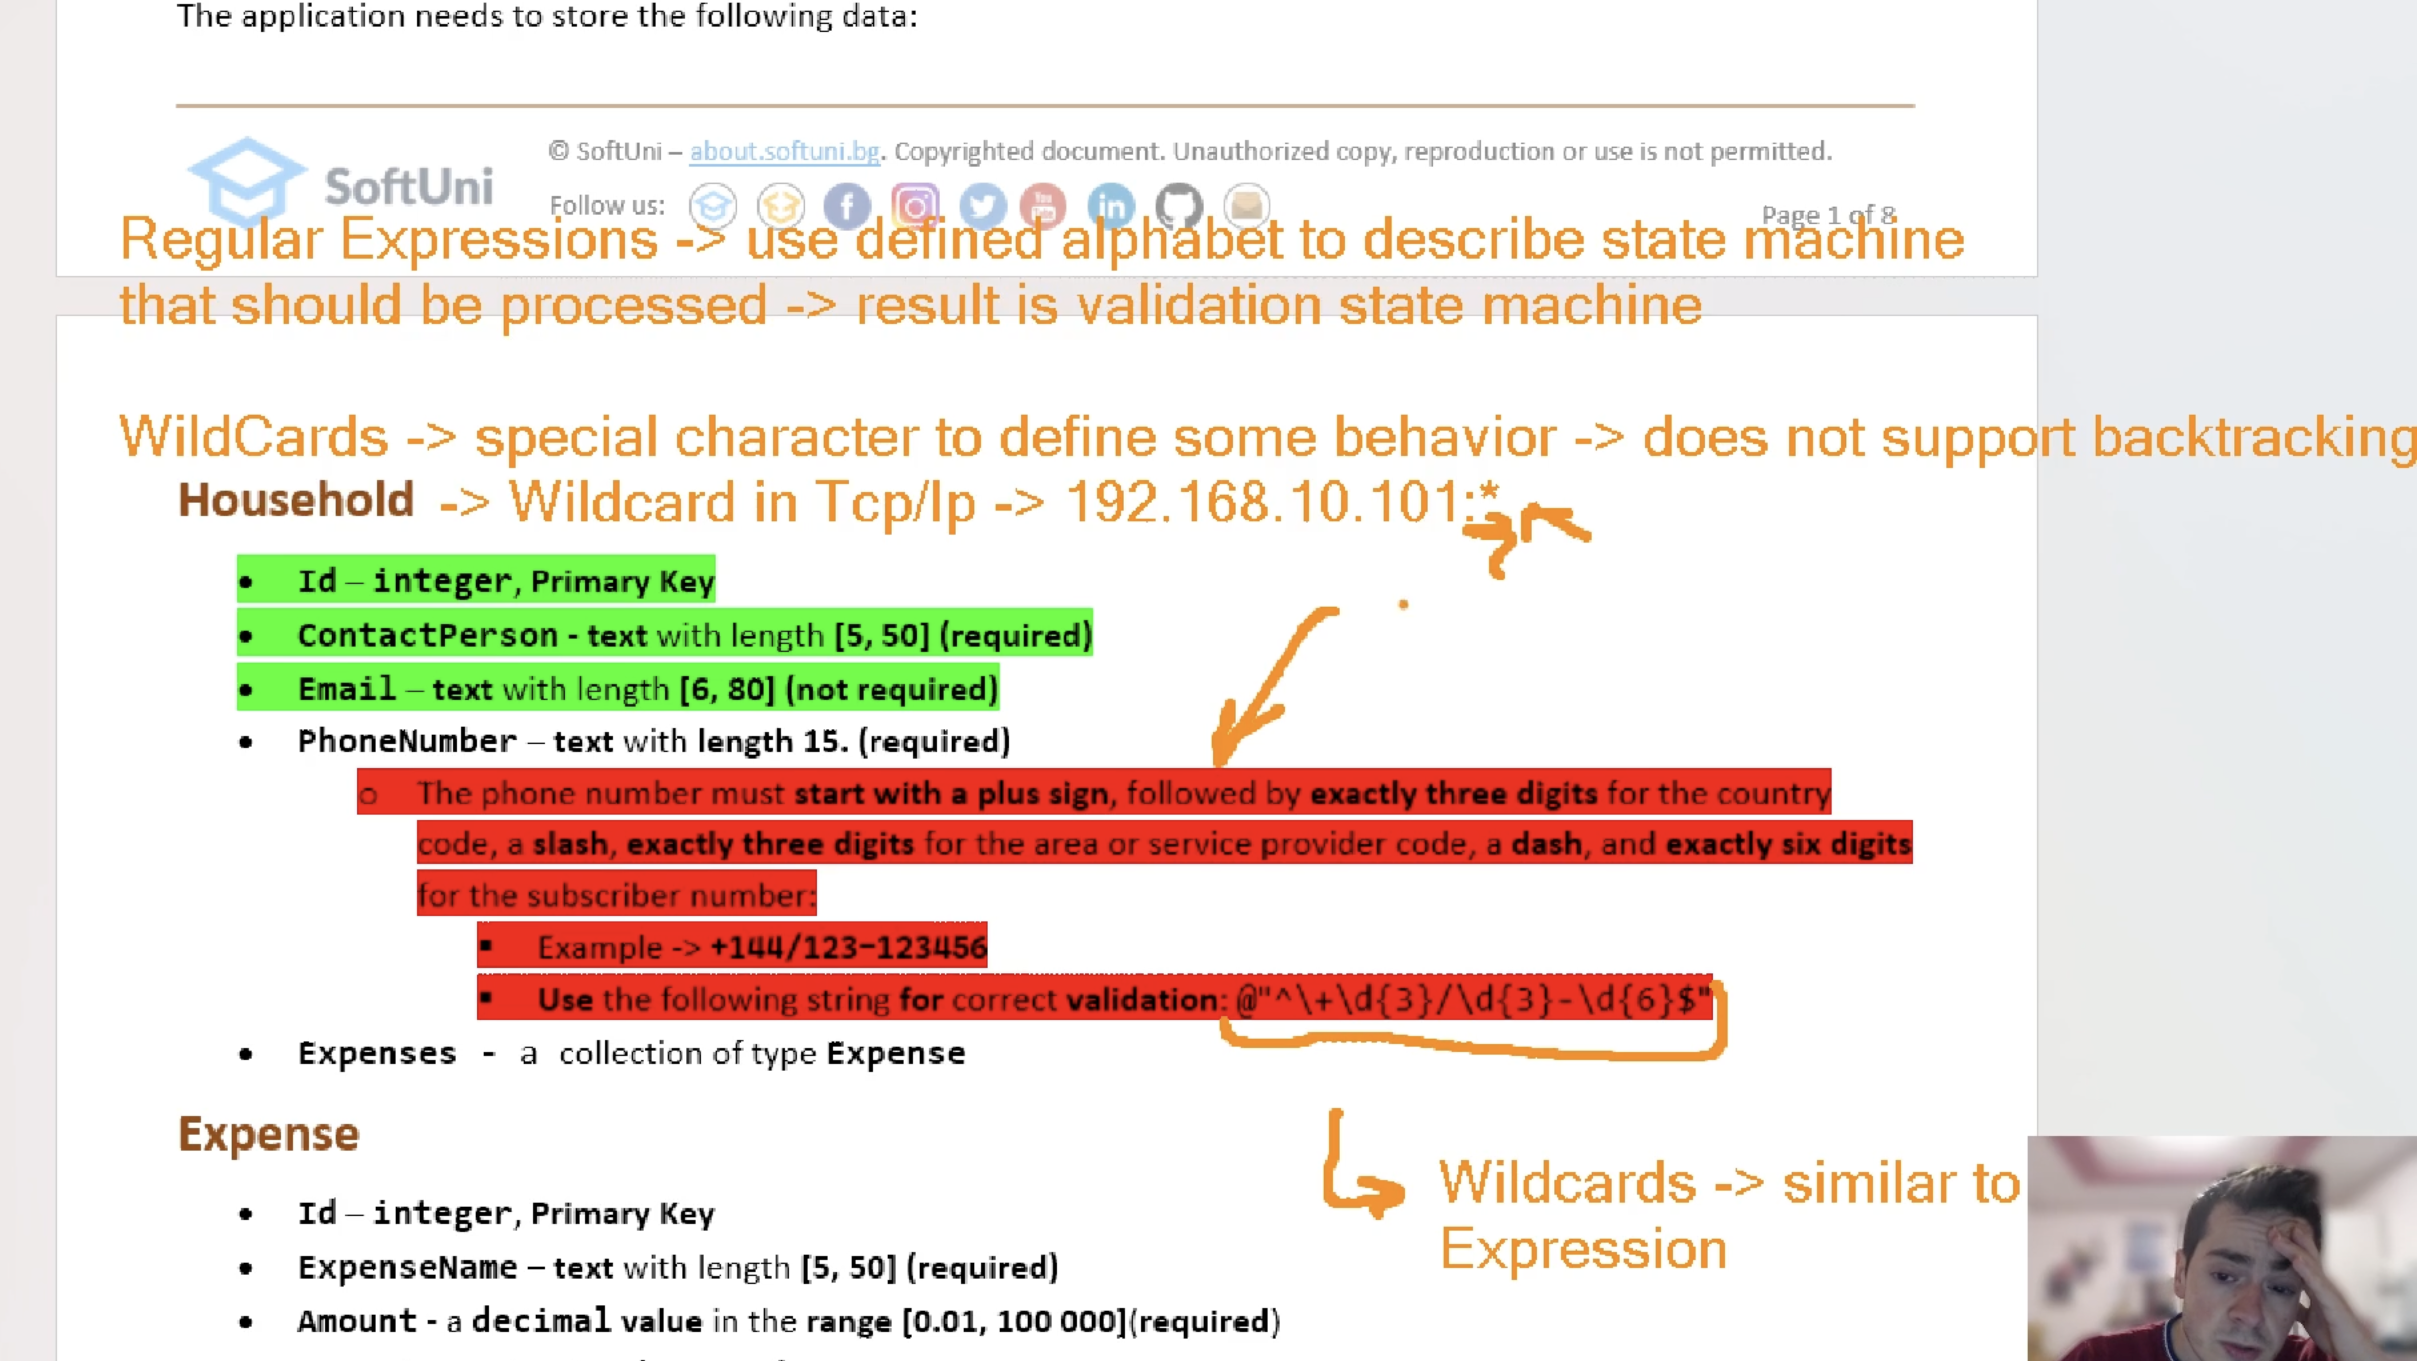 The application needs to store the following data:
SoftUni
© SoftUni – about.softuni.bg. Copyrighted document. Unauthorized copy, reproduction or use is not permitted.
Follow us:
You
Tube
in
Page 1 of 8
Regular Expressions -> use defined alphabet to describe state machine
that should be processed -> result is validation state machine
WildCards -> special character to define some behavior -> does not support backtracking
Household -> Wildcard in Tcp/Ip -> 192.168.10.101:*
• Id – integer, Primary Key
• ContactPerson - text with length [5, 50] (required)
• Email – text with length [6, 80] (not required)
• PhoneNumber – text with length 15. (required)
o The phone number must start with a plus sign, followed by exactly three digits for the country
code, a slash, exactly three digits for the area or service provider code, a dash, and exactly six digits
for the subscriber number:
▪ Example -> +144/123-123456
▪ Use the following string for correct validation: @"^\+\d{3}/\d{3}-\d{6}$"
• Expenses - a collection of type Expense
Expense
Wildcards -> similar to
Expression
• Id – integer, Primary Key
• ExpenseName – text with length [5, 50] (required)
• Amount - a decimal value in the range [0.01, 100 000](required)